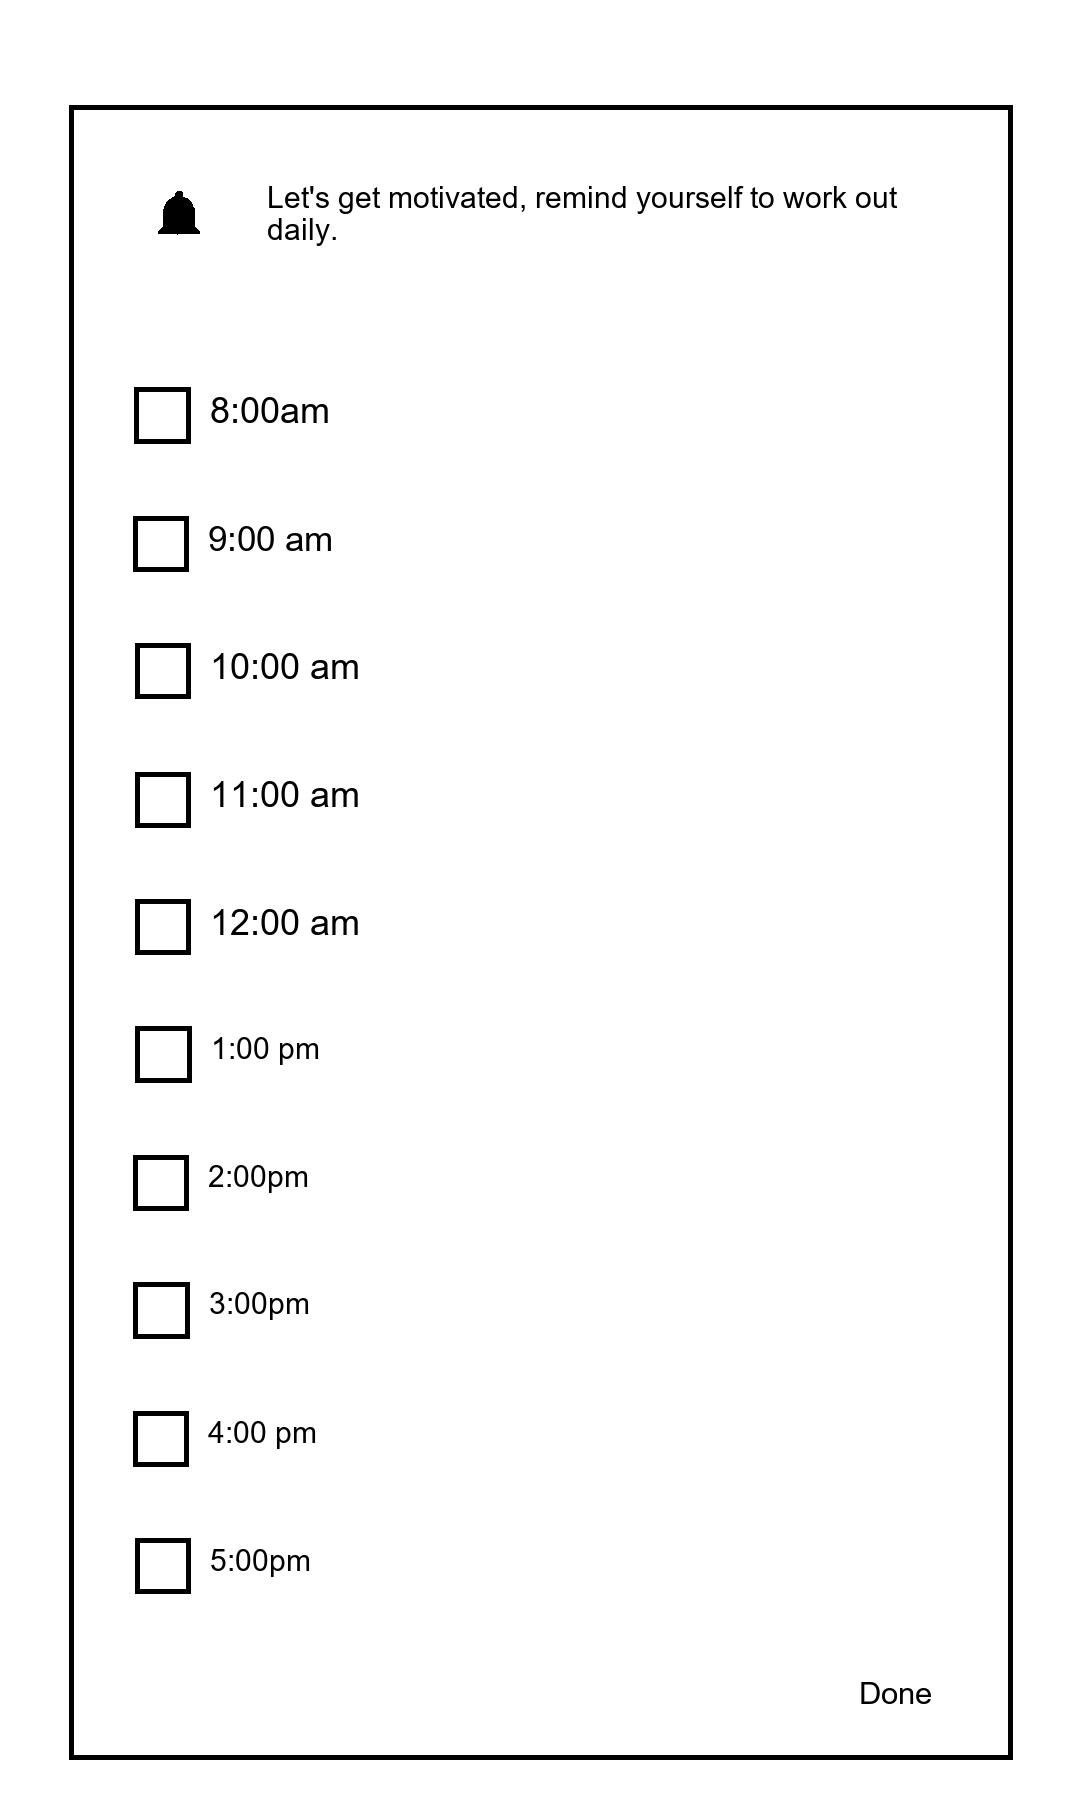 Let's get motivated, remind yourself to work out
daily.
8:00am
9:00 am
10:00 am
11:00 am
12:00 am
1:00 pm
2:00pm
3:00pm
4:00 pm
5:00pm
Done